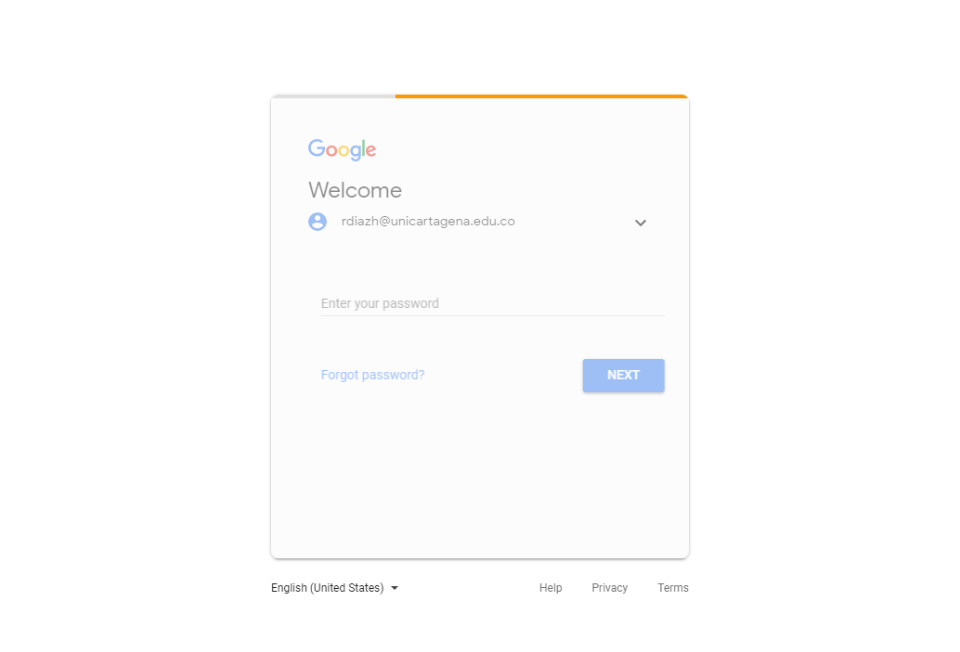 Google
Welcome
rdiazh@unicartagena.edu.co
Enter your password
Forgot password?
NEXT
English (United States)
Help Privacy Terms